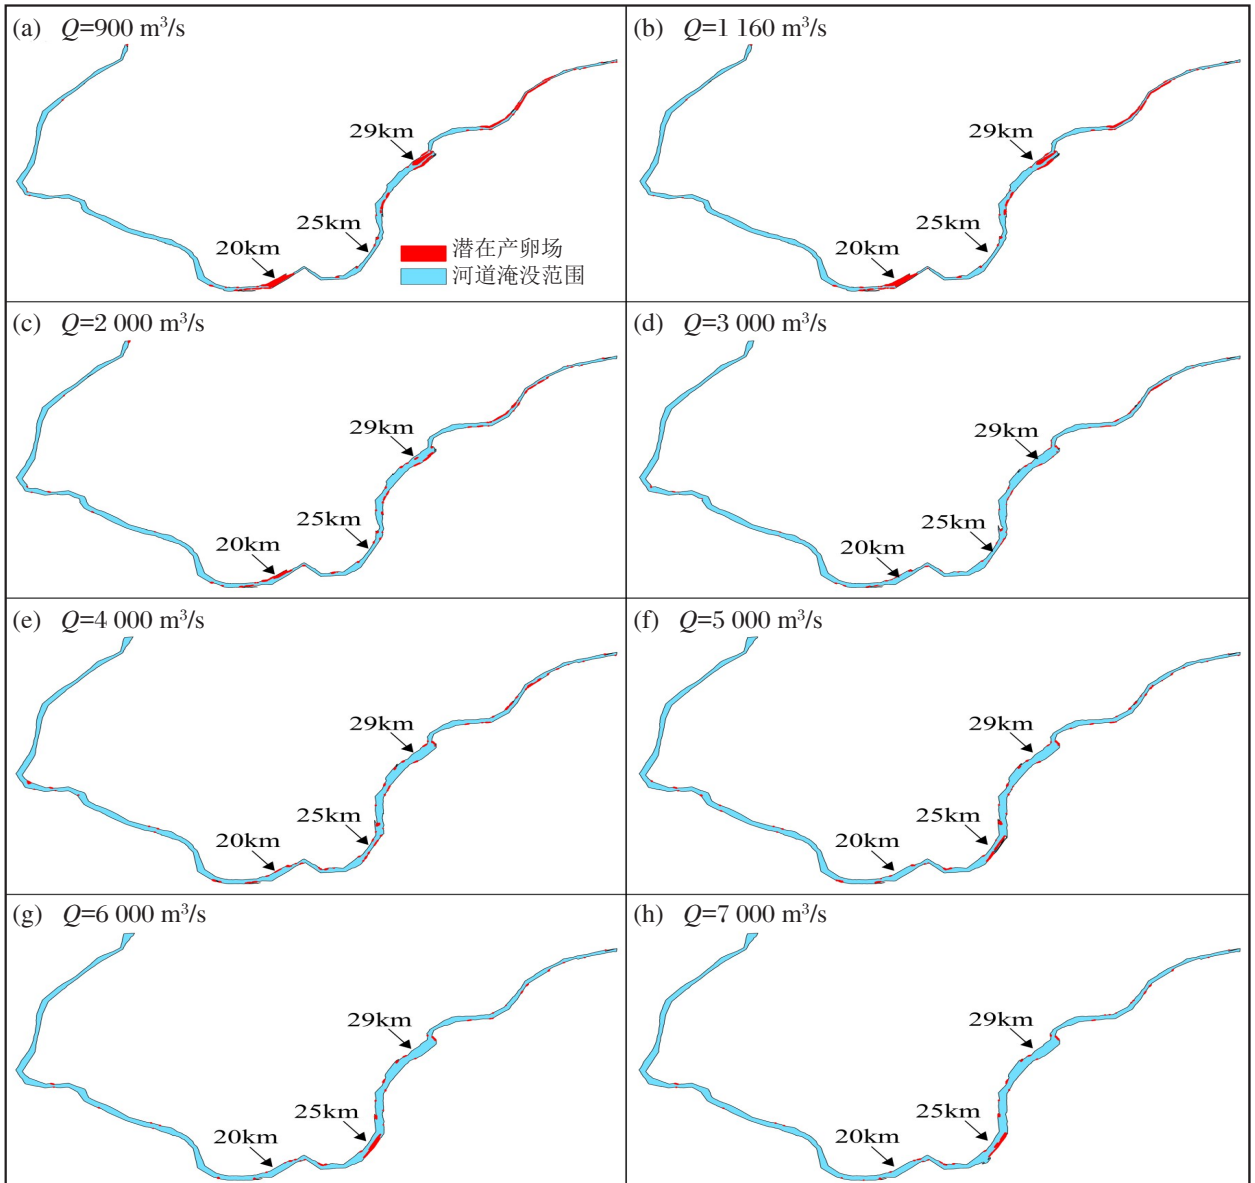 (a) Q=900 m³/s
29km
25km
20km
潜在产卵场
河道淹没范围
(b) Q=1 160 m³/s
29km
25km
20km
(c) Q=2 000 m³/s
29km
25km
20km
(d) Q=3 000 m³/s
29km
25km
20km
(e) Q=4 000 m³/s
29km
25km
20km
(f) Q=5 000 m³/s
29km
25km
20km
(g) Q=6 000 m³/s
29km
25km
20km
(h) Q=7 000 m³/s
29km
25km
20km